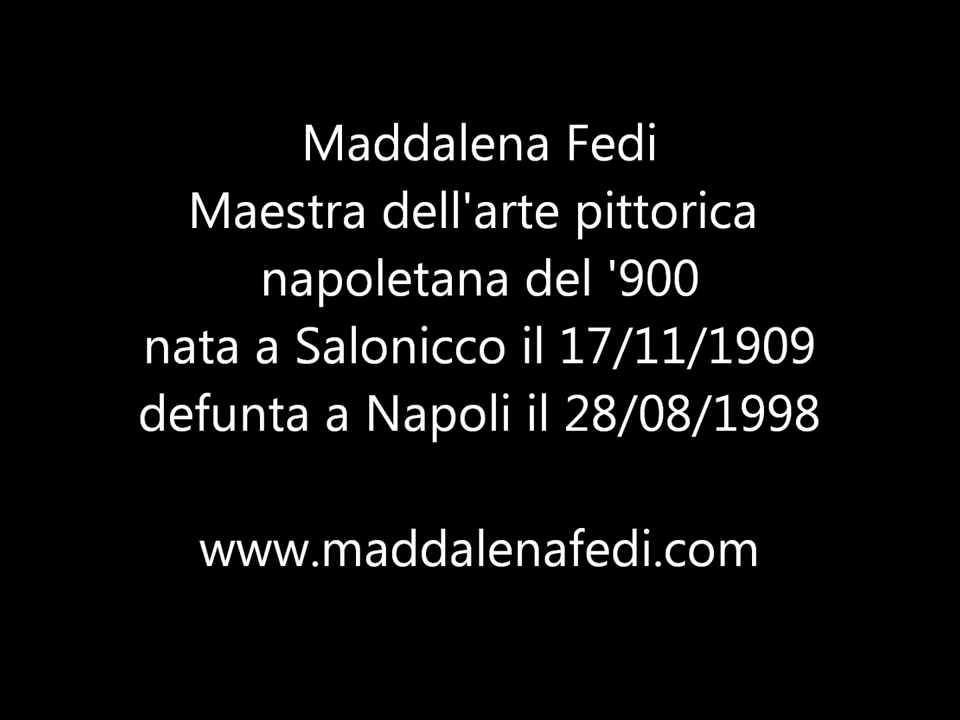 Maddalena Fedi
Maestra dell'arte pittorica
napoletana del '900
nata a Salonicco il 17/11/1909
defunta a Napoli il 28/08/1998
www.maddalenafedi.com